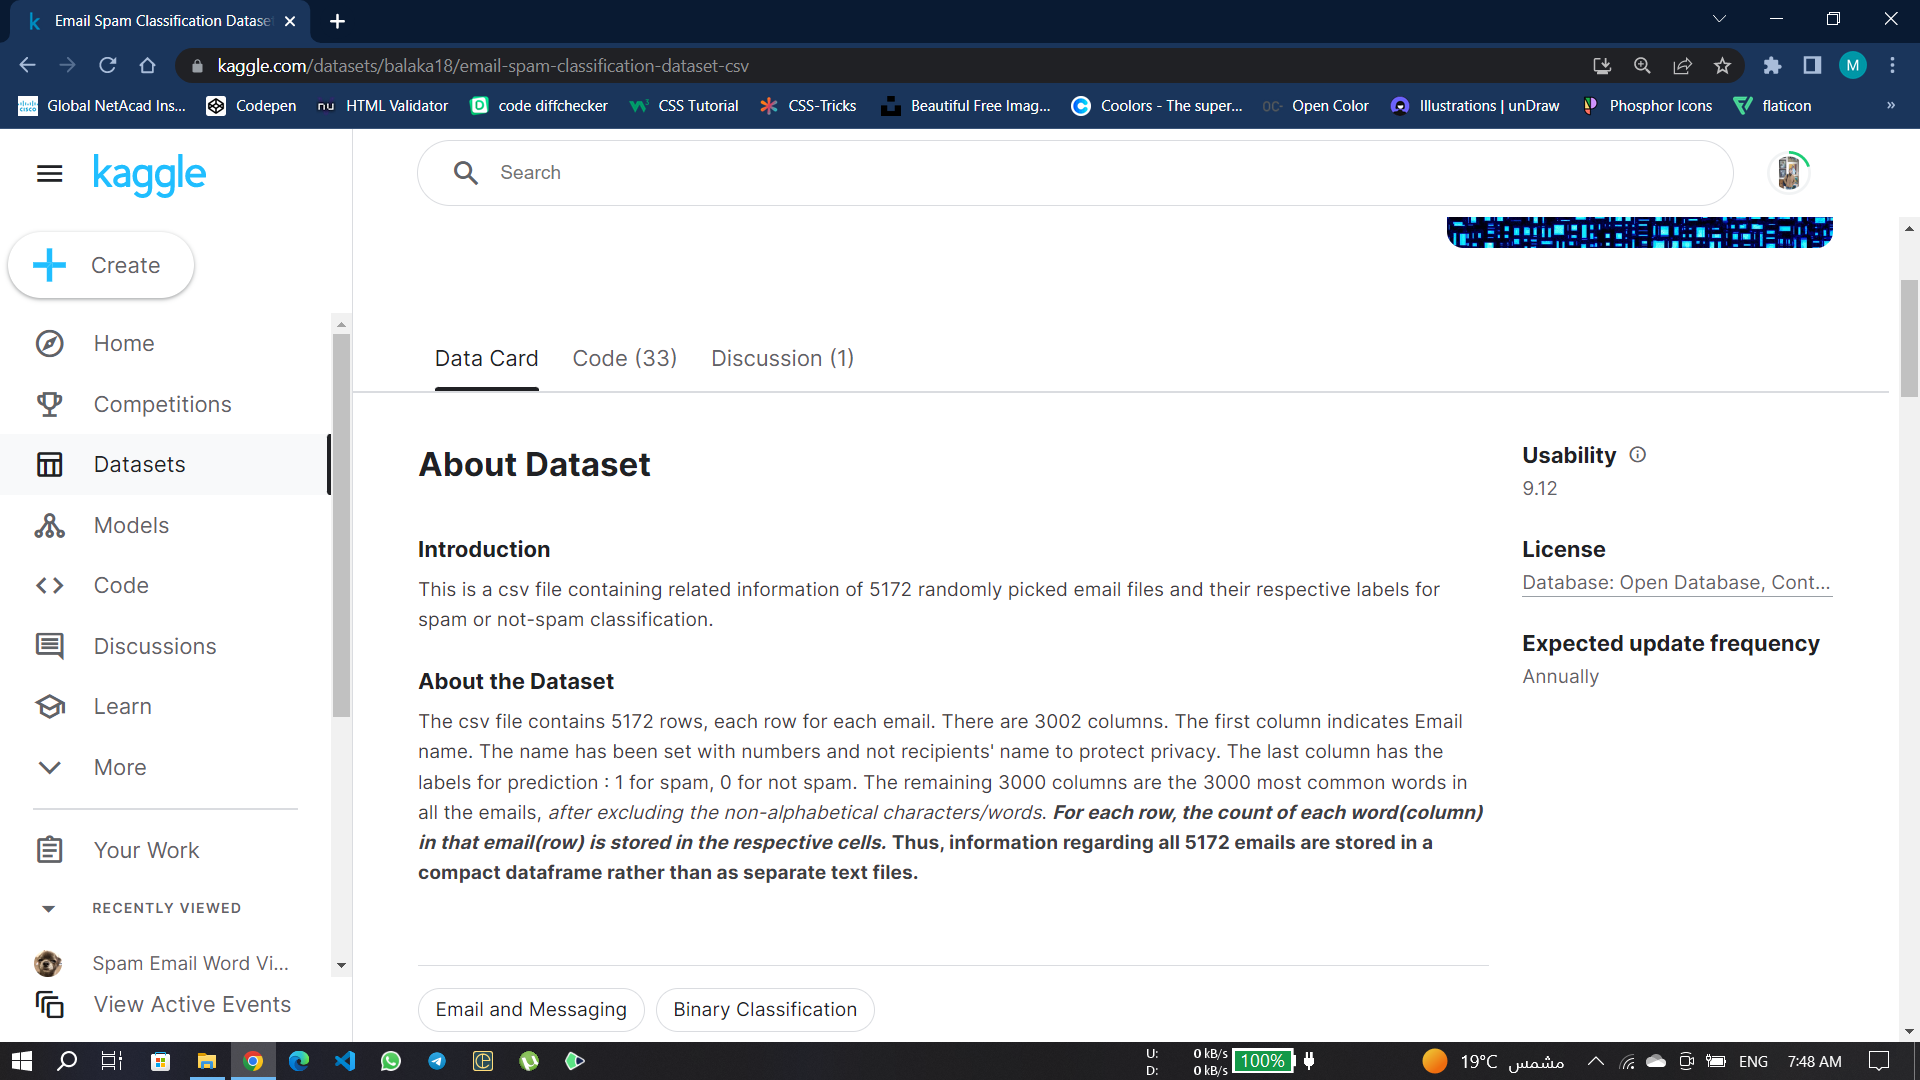 Email Spam Classification Datase
kaggle.com/datasets/balaka18/email-spam-classification-dataset-csv
M
Global NetAcad Ins...
Codepen
HTML Validator
code diffchecker
CSS Tutorial
CSS-Tricks
Beautiful Free Imag...
Coolors - The super...
Open Color
Illustrations | unDraw
Phosphor Icons
flaticon
»
kaggle
Search
Create
Home
Competitions
Datasets
Models
Code
Discussions
Learn
More
Your Work
RECENTLY VIEWED
Spam Email Word Vi...
View Active Events
Data Card
Code (33)
Discussion (1)
About Dataset
Introduction
This is a csv file containing related information of 5172 randomly picked email files and their respective labels for
spam or not-spam classification.
About the Dataset
The csv file contains 5172 rows, each row for each email. There are 3002 columns. The first column indicates Email
name. The name has been set with numbers and not recipients' name to protect privacy. The last column has the
labels for prediction : 1 for spam, 0 for not spam. The remaining 3000 columns are the 3000 most common words in
all the emails, after excluding the non-alphabetical characters/words. For each row, the count of each word(column)
in that email(row) is stored in the respective cells. Thus, information regarding all 5172 emails are stored in a
compact dataframe rather than as separate text files.
Email and Messaging
Binary Classification
Usability
9.12
License
Database: Open Database, Cont...
Expected update frequency
Annually
U: 0 kB/s
D: 0 kB/s
100%
19°C مشمس
ENG
7:48 AM